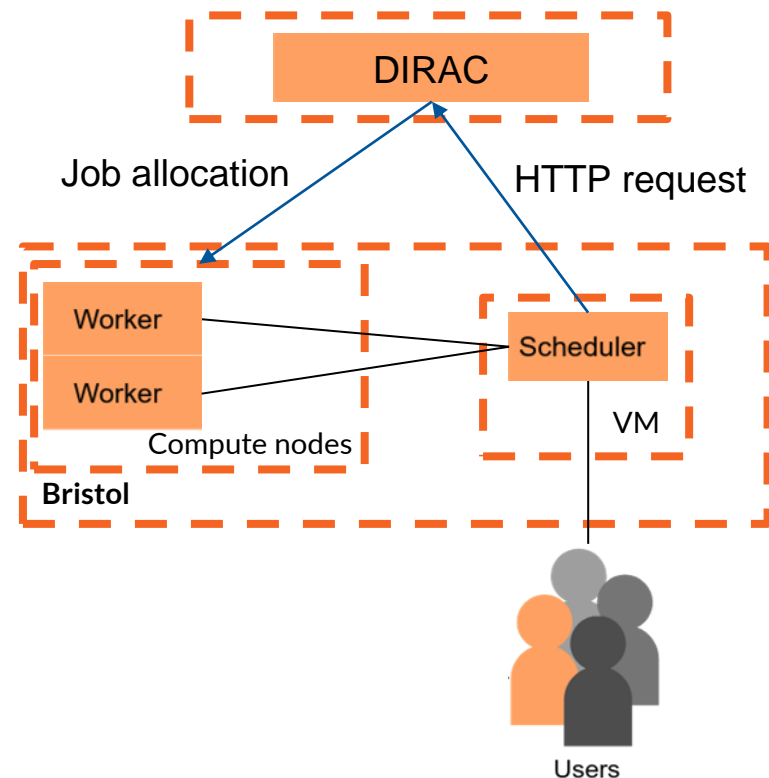 DIRAC
Job allocation
HTTP request
Worker
Scheduler
Worker
VM
Compute nodes
Bristol
Users